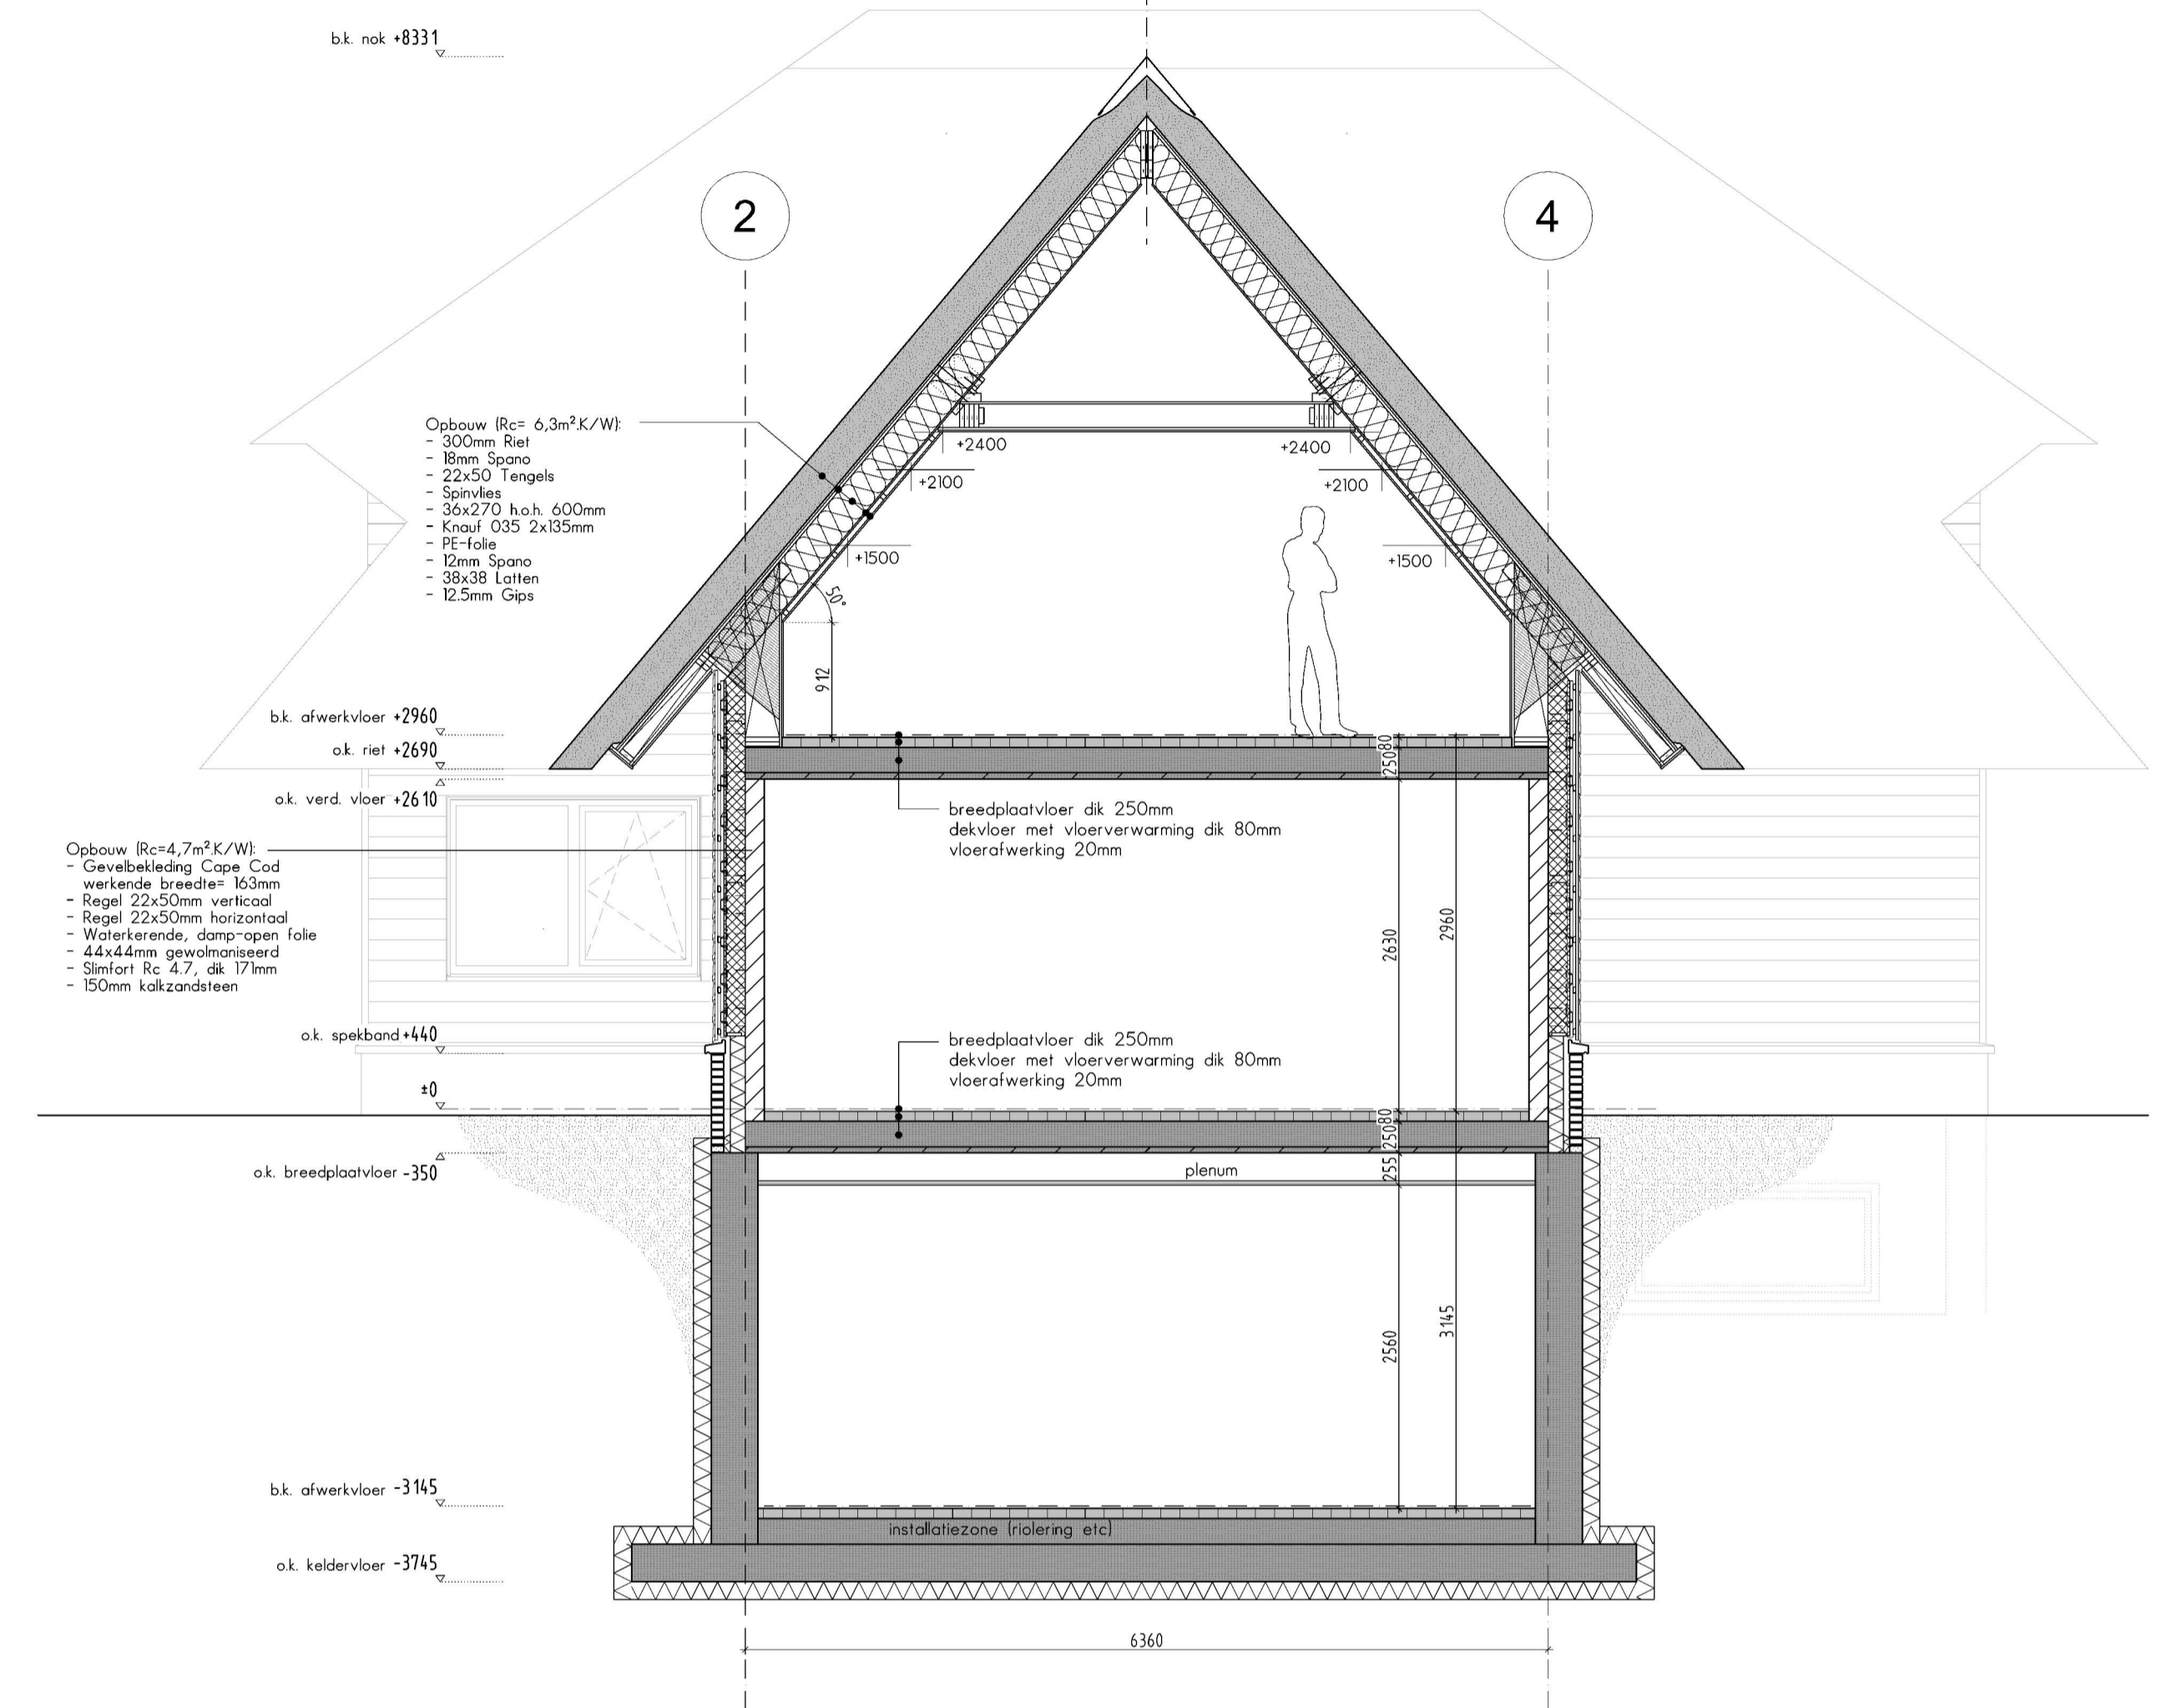 b.k. nok +8331
2
4
Opbouw (Rc= 6,3m².K/W):
- 300mm Riet
- 18mm Spano
- 22x50 Tengels
- Spinvlies
- 36x270 h.o.h. 600mm
- Knauf 035 2x135mm
- PE-folie
- 12mm Spano
- 38x38 Latten
- 12.5mm Gips
+2400
+2400
+2100
+2100
+1500
+1500
50°
912
b.k. afwerkvloer +2960
o.k. riet +2690
o.k. verd. vloer +2610
25080
breedplaatvloer dik 250mm
dekvloer met vloerverwarming dik 80mm
vloerafwerking 20mm
Opbouw (Rc=4,7m².K/W):
- Gevelbekleding Cape Cod
werkende breedte= 163mm
- Regel 22x50mm verticaal
- Regel 22x50mm horizontaal
- Waterkerende, damp-open folie
- 44x44mm gewolmaniseerd
- Slimfort Rc 4.7, dik 171mm
- 150mm kalkzandsteen
2630
2960
o.k. spekband +440
breedplaatvloer dik 250mm
dekvloer met vloerverwarming dik 80mm
vloerafwerking 20mm
±0
25080
255
o.k. breedplaatvloer -350
plenum
2560
3145
b.k. afwerkvloer -3145
installatiezone (riolering etc)
o.k. keldervloer -3745
6360